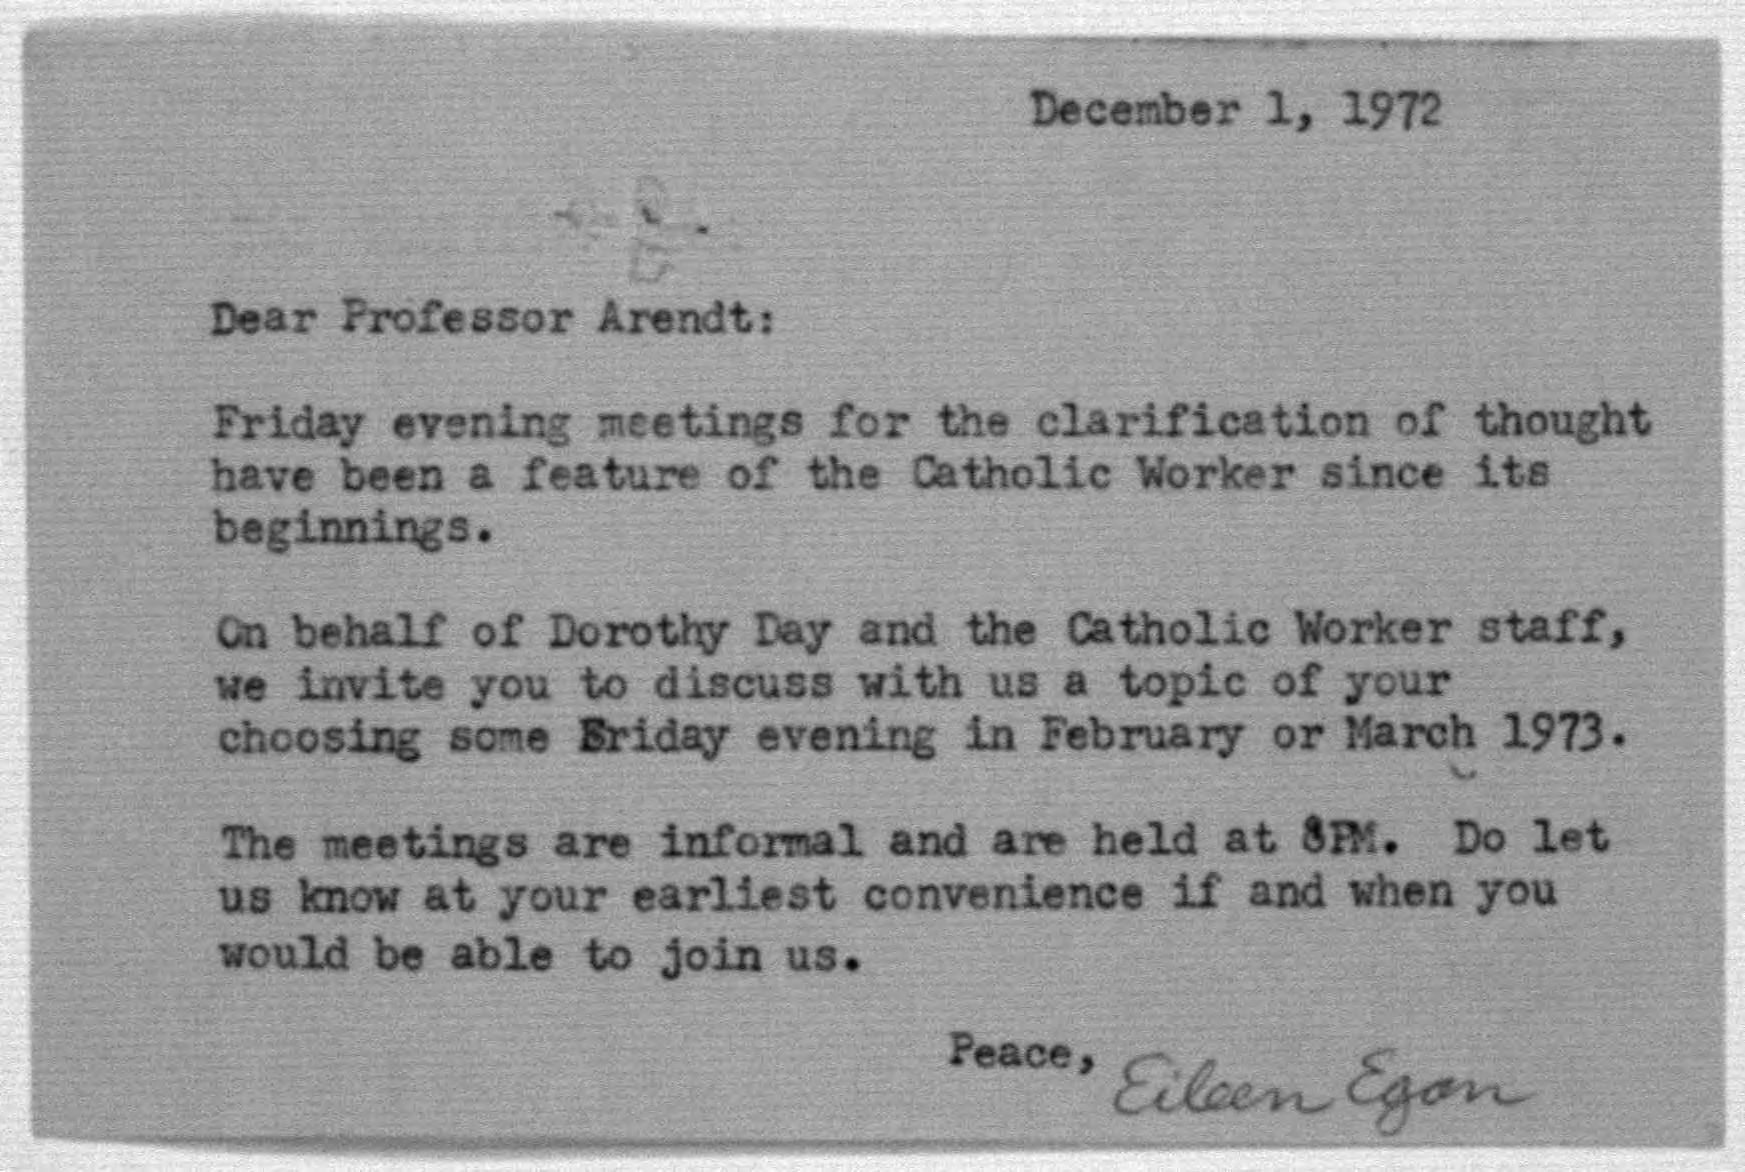 December 1, 1972
Dear Professor Arendt:
Friday evening meetings for the clarification of thought
have been a feature of the Catholic Worker since its
beginnings.
On behalf of Dorothy Day and the Catholic Worker staff,
we invite you to discuss with us a topic of your
choosing some Friday evening in February or March 1973.
The meetings are informal and are held at 8PM. Do let
us know at your earliest convenience if and when you
would be able to join us.
Peace, Eileen Egan